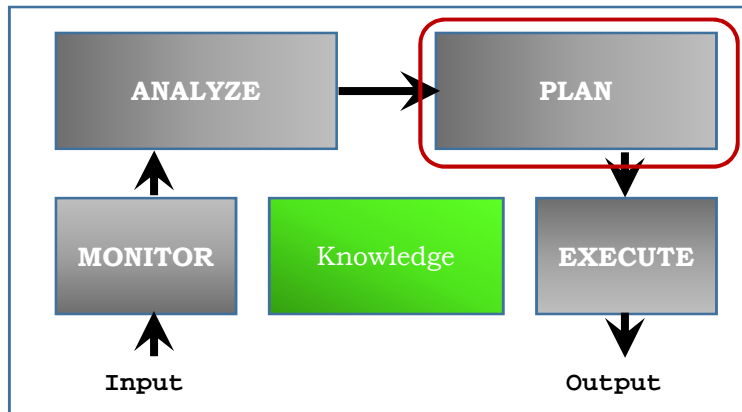 ANALYZE
PLAN
MONITOR
Knowledge
EXECUTE
Input
Output